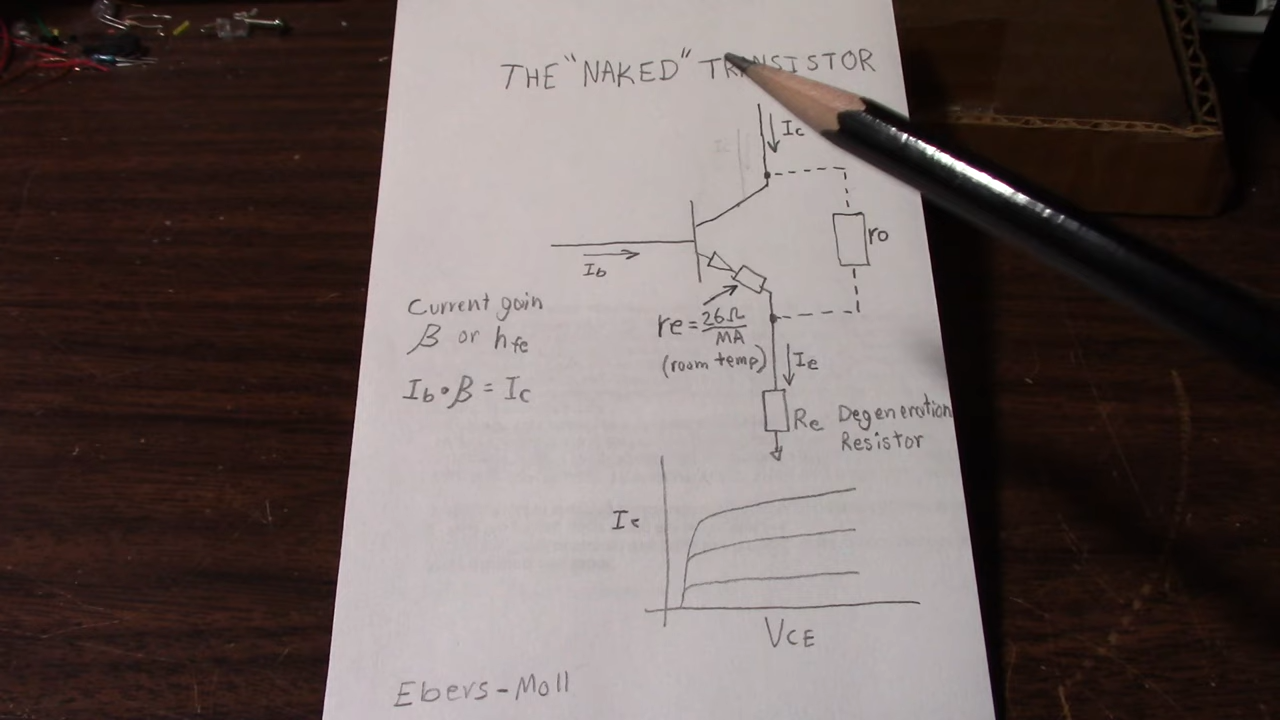 THE "NAKED" TRANSISTOR
Ic
ro
Ib
Current gain
β or hfe
Ib • β = Ic
re = 26Ω / MA
(room temp)
Ie
Re Degeneration
Resistor
Ic
VCE
Ebers-Moll